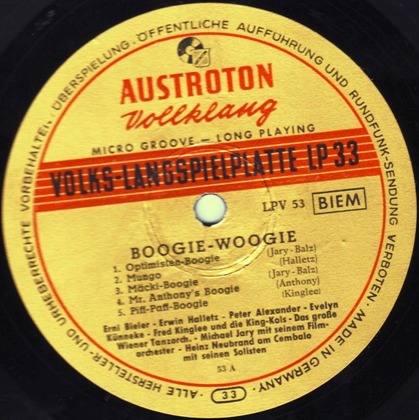 ALLE HERSTELLER- UND URHEBERRECHTE VORBEHALTEN. ÜBERSPIELUNG, ÖFFENTLICHE AUFFÜHRUNG UND RUNDFUNK-SENDUNG VERBOTEN. MADE IN GERMANY.
AUSTROTON
Vollklang
MICRO GROOVE — LONG PLAYING
VOLKS-LANGSPIELPLATTE LP 33
LPV 53 BIEM
BOOGIE-WOOGIE
1. Optimisten-Boogie (Jary-Balz)
2. Mungo (Halletz)
3. Mäcki-Boogie (Jary-Balz)
4. Mr. Anthony's Boogie (Anthony)
5. Piff-Paff-Boogie (Kinglee)
Erni Bieler - Erwin Halletz - Peter Alexander - Evelyn
Künneke - Fred Kinglee und die King-Kols - Das große
Wiener Tanzorch. - Michael Jary mit seinem Film-
orchester - Heinz Neubrand am Cembalo
mit seinen Solisten
53 A
33